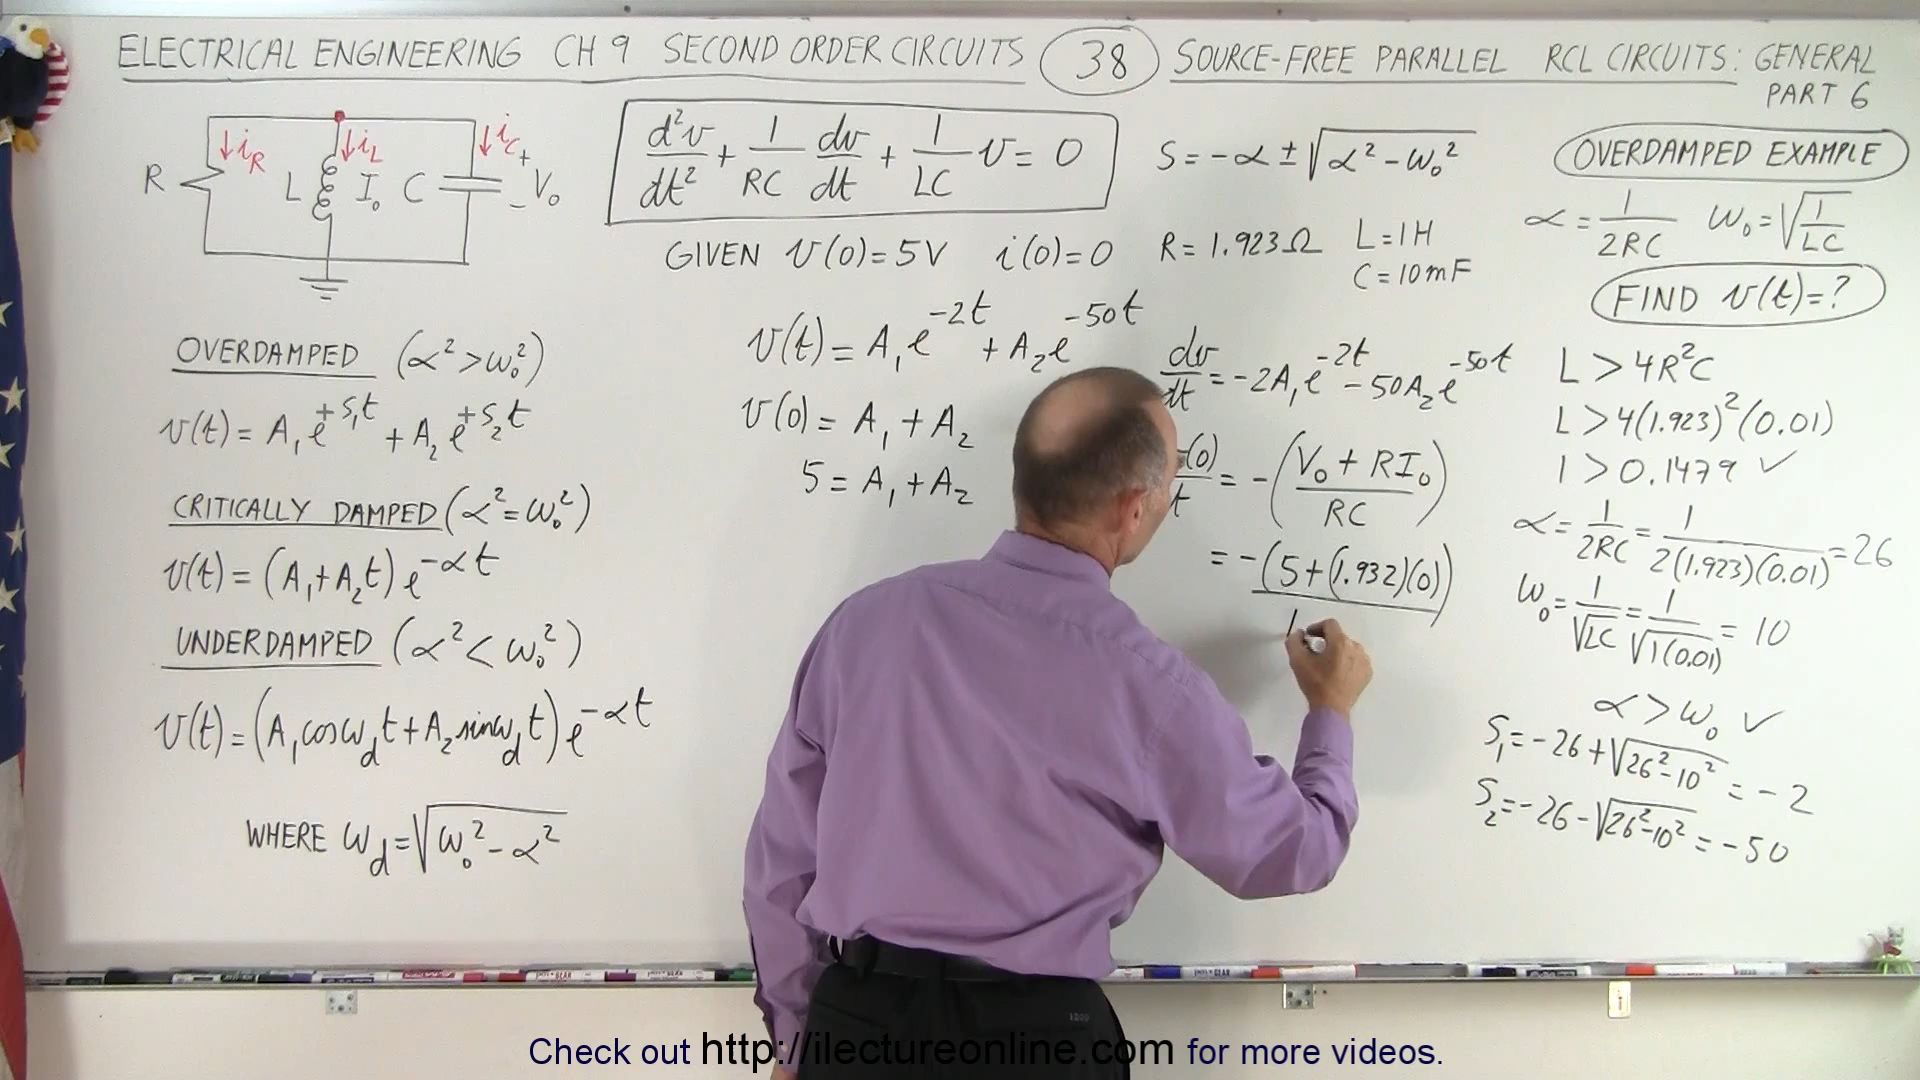 ELECTRICAL ENGINEERING CH 9 SECOND ORDER CIRCUITS 38 SOURCE-FREE PARALLEL RCL CIRCUITS: GENERAL
PART 6
R iR L iL I₀ C iC + − V₀
d²v/dt² + 1/RC dv/dt + 1/LC v = 0
GIVEN v(0)=5V i(0)=0
OVERDAMPED (α²>ω₀²)
v(t) = A₁e^+s₁t + A₂e^+s₂t
CRITICALLY DAMPED (α²=ω₀²)
v(t) = (A₁+A₂t)e^-αt
UNDERDAMPED (α²<ω₀²)
v(t) = (A₁cosω_d t + A₂sinω_d t)e^-αt
WHERE ω_d = √(ω₀²-α²)
v(t) = A₁e^-2t + A₂e^-50t
v(0) = A₁ + A₂
5 = A₁ + A₂
S = -α ± √(α²-ω₀²)
R = 1.923Ω L = 1H
C = 10mF
dv/dt = -2A₁e^-2t - 50A₂e^-50t
(0)/t = -(V₀+RI₀/RC)
= -(5+(1.932)(0))
1
OVERDAMPED EXAMPLE
α = 1/2RC ω₀ = √(1/LC)
FIND v(t)=?
L > 4R²C
L > 4(1.923)²(0.01)
1 > 0.1479 ✓
α = 1/2RC = 1/2(1.923)(0.01) = 26
ω₀ = 1/√LC = 1/√1(0.01) = 10
α > ω₀ ✓
S₁ = -26 + √(26²-10²) = -2
S₂ = -26 - √(26²-10²) = -50
Check out http://ilectureonline.com for more videos.